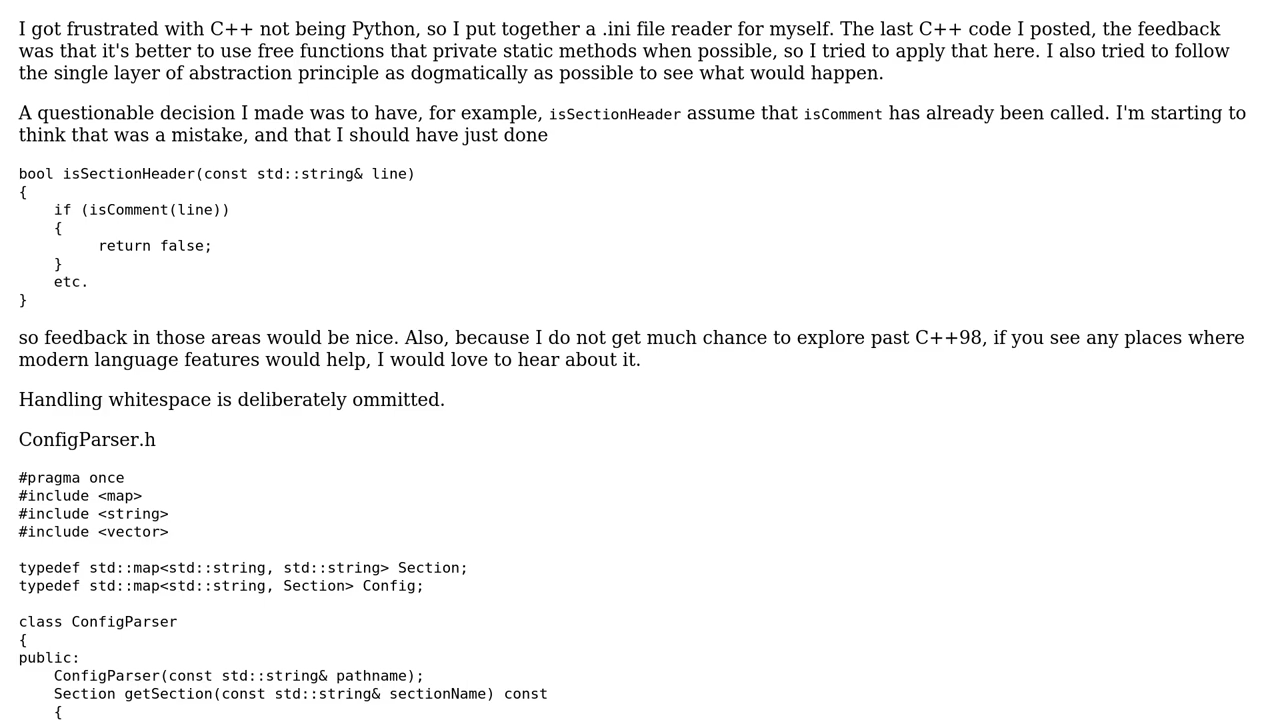 I got frustrated with C++ not being Python, so I put together a .ini file reader for myself. The last C++ code I posted, the feedback
was that it's better to use free functions that private static methods when possible, so I tried to apply that here. I also tried to follow
the single layer of abstraction principle as dogmatically as possible to see what would happen.
A questionable decision I made was to have, for example, isSectionHeader assume that isComment has already been called. I'm starting to
think that was a mistake, and that I should have just done
bool isSectionHeader(const std::string& line)
{
    if (isComment(line))
    {
         return false;
    }
    etc.
}
so feedback in those areas would be nice. Also, because I do not get much chance to explore past C++98, if you see any places where
modern language features would help, I would love to hear about it.
Handling whitespace is deliberately ommitted.
ConfigParser.h
#pragma once
#include <map>
#include <string>
#include <vector>
typedef std::map<std::string, std::string> Section;
typedef std::map<std::string, Section> Config;
class ConfigParser
{
public:
    ConfigParser(const std::string& pathname);
    Section getSection(const std::string& sectionName) const
    {